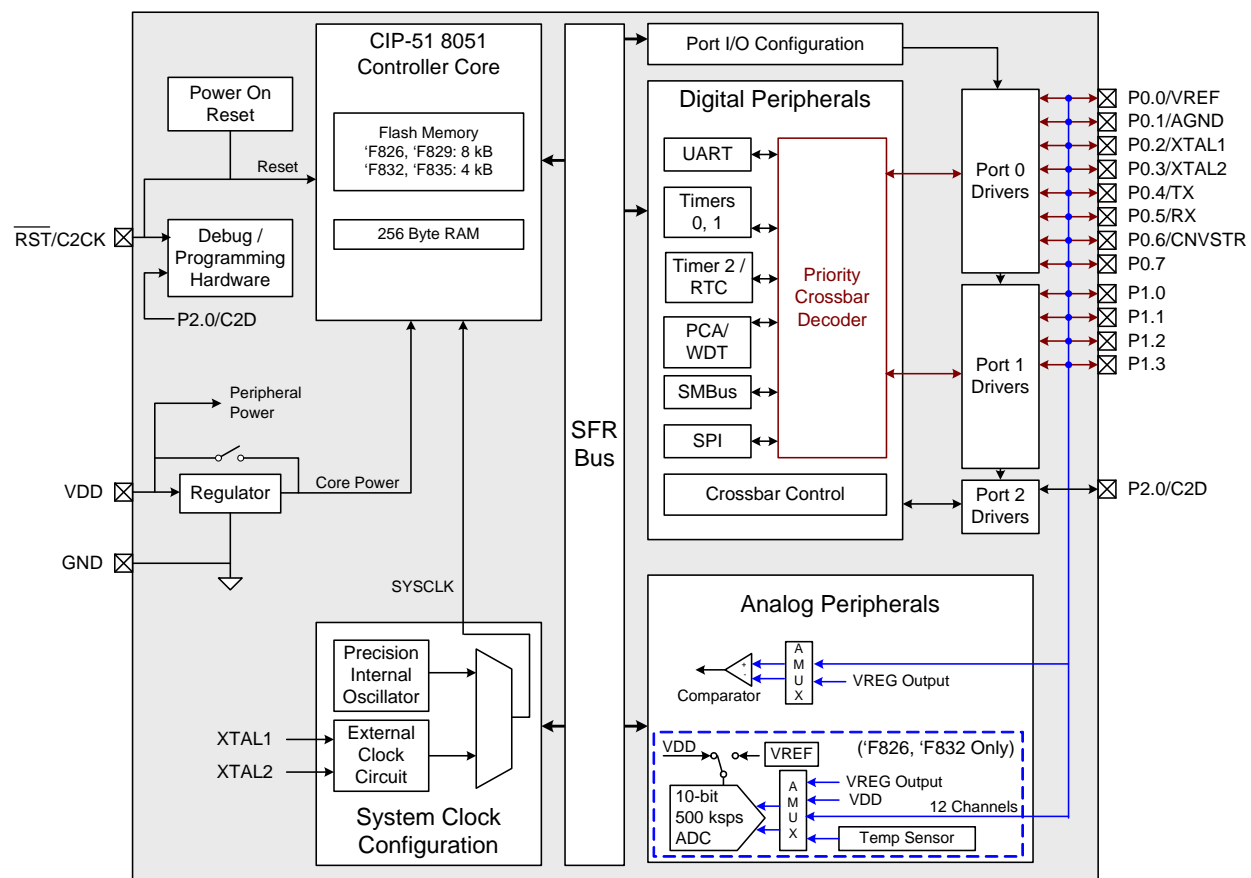 CIP-51 8051
Controller Core
Flash Memory
‘F826, ‘F829: 8 kB
‘F832, ‘F835: 4 kB
256 Byte RAM
Power On
Reset
Reset
RST/C2CK
Debug /
Programming
Hardware
P2.0/C2D
Peripheral
Power
VDD
Regulator
Core Power
GND
SYSCLK
Precision
Internal
Oscillator
XTAL1
XTAL2
External
Clock
Circuit
System Clock
Configuration
SFR
Bus
Port I/O Configuration
Digital Peripherals
UART
Timers
0, 1
Timer 2 /
RTC
PCA/
WDT
SMBus
SPI
Priority
Crossbar
Decoder
Crossbar Control
Port 0
Drivers
Port 1
Drivers
Port 2
Drivers
P0.0/VREF
P0.1/AGND
P0.2/XTAL1
P0.3/XTAL2
P0.4/TX
P0.5/RX
P0.6/CNVSTR
P0.7
P1.0
P1.1
P1.2
P1.3
P2.0/C2D
Analog Peripherals
Comparator
+
-
AMUX
VREG Output
(‘F826, ‘F832 Only)
VDD
VREF
10-bit
500 ksps
ADC
AMUX
VREG Output
VDD
12 Channels
Temp Sensor